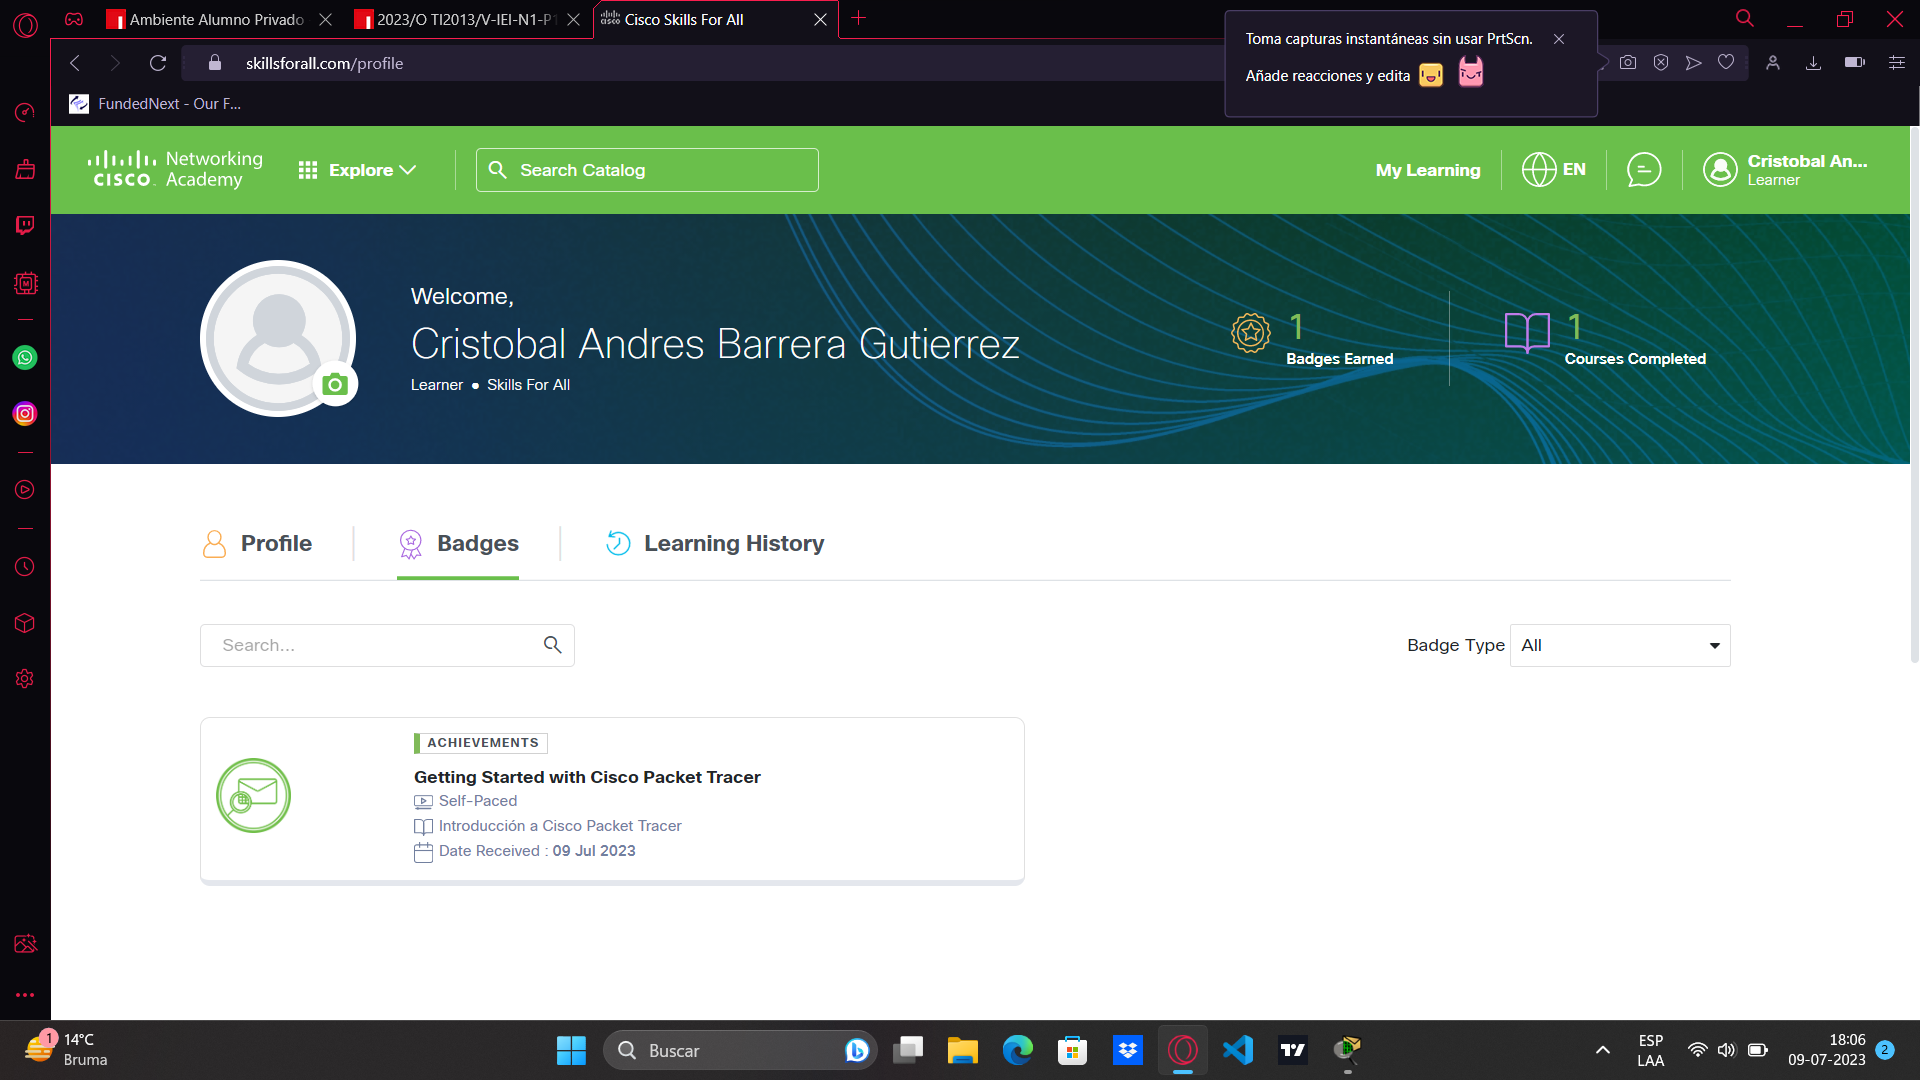 Ambiente Alumno Privado
2023/O TI2013/V-IEI-N1-P1
Cisco Skills For All
Toma capturas instantáneas sin usar PrtScn.
Añade reacciones y edita
skillsforall.com/profile
FundedNext - Our F...
CISCO
Networking
Academy
Explore
Search Catalog
My Learning
EN
Cristobal An...
Learner
Welcome,
Cristobal Andres Barrera Gutierrez
Learner • Skills For All
1
Badges Earned
1
Courses Completed
Profile
Badges
Learning History
Search...
Badge Type
All
ACHIEVEMENTS
Getting Started with Cisco Packet Tracer
Self-Paced
Introducción a Cisco Packet Tracer
Date Received : 09 Jul 2023
1
14°C
Bruma
Buscar
ESP
LAA
18:06
09-07-2023
2